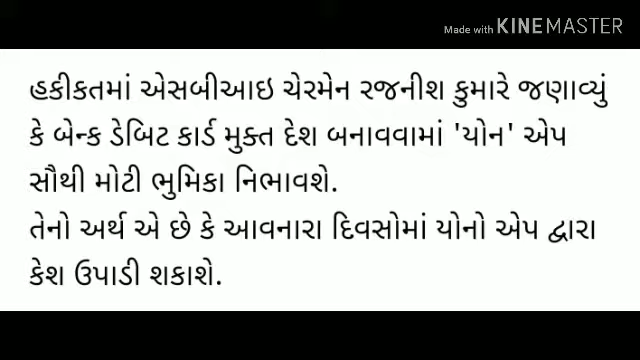 Made with KINEMASTER
હકીકતમાં એસબીઆઇ ચેરમેન રજનીશ કુમારે જણાવ્યું
કે બેન્ક ડેબિટ કાર્ડ મુક્ત દેશ બનાવવામાં 'યોન' એપ
સૌથી મોટી ભુમિકા નિભાવશે.
તેનો અર્થ એ છે કે આવનારા દિવસોમાં યોનો એપ દ્વારા
કેશ ઉપાડી શકાશે.